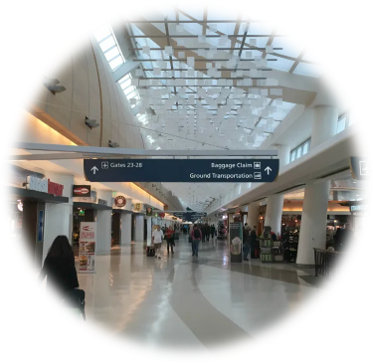 Gates 23-28
Baggage Claim
Ground Transportation